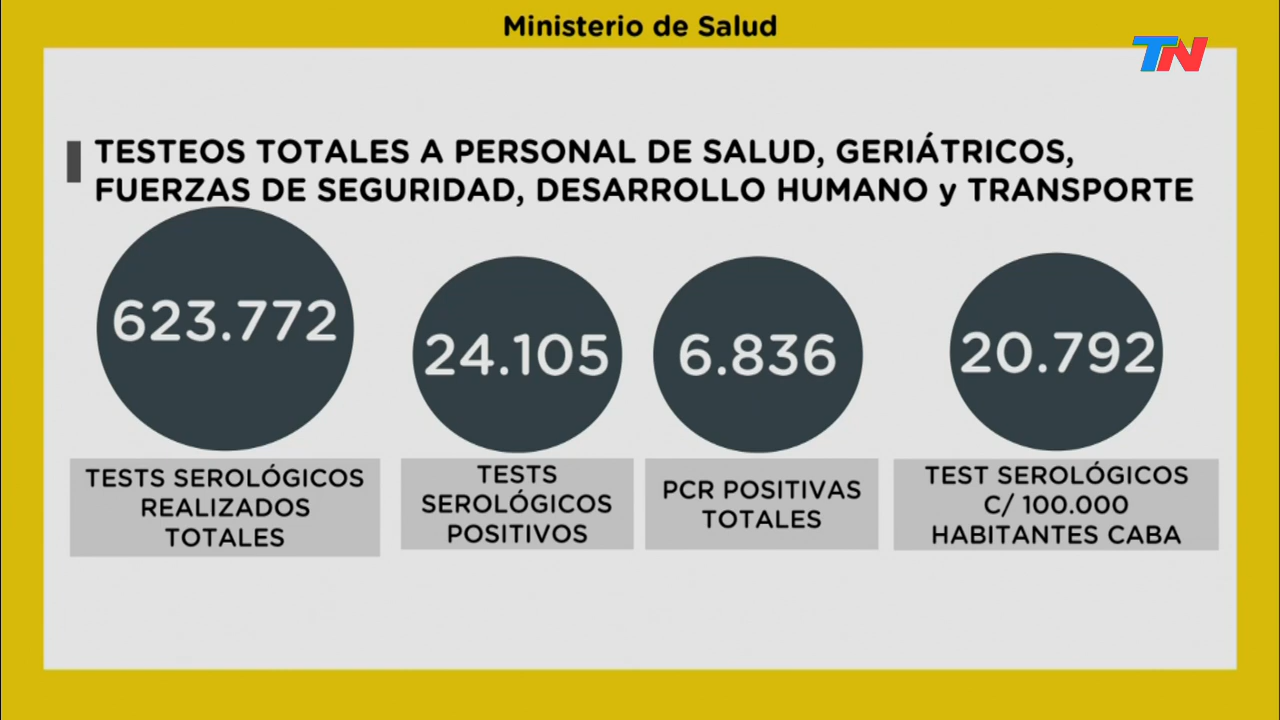 Ministerio de Salud
TN
TESTEOS TOTALES A PERSONAL DE SALUD, GERIÁTRICOS,
FUERZAS DE SEGURIDAD, DESARROLLO HUMANO y TRANSPORTE
623.772
24.105
6.836
20.792
TESTS SEROLÓGICOS
REALIZADOS
TOTALES
TESTS
SEROLÓGICOS
POSITIVOS
PCR POSITIVAS
TOTALES
TEST SEROLÓGICOS
C/ 100.000
HABITANTES CABA